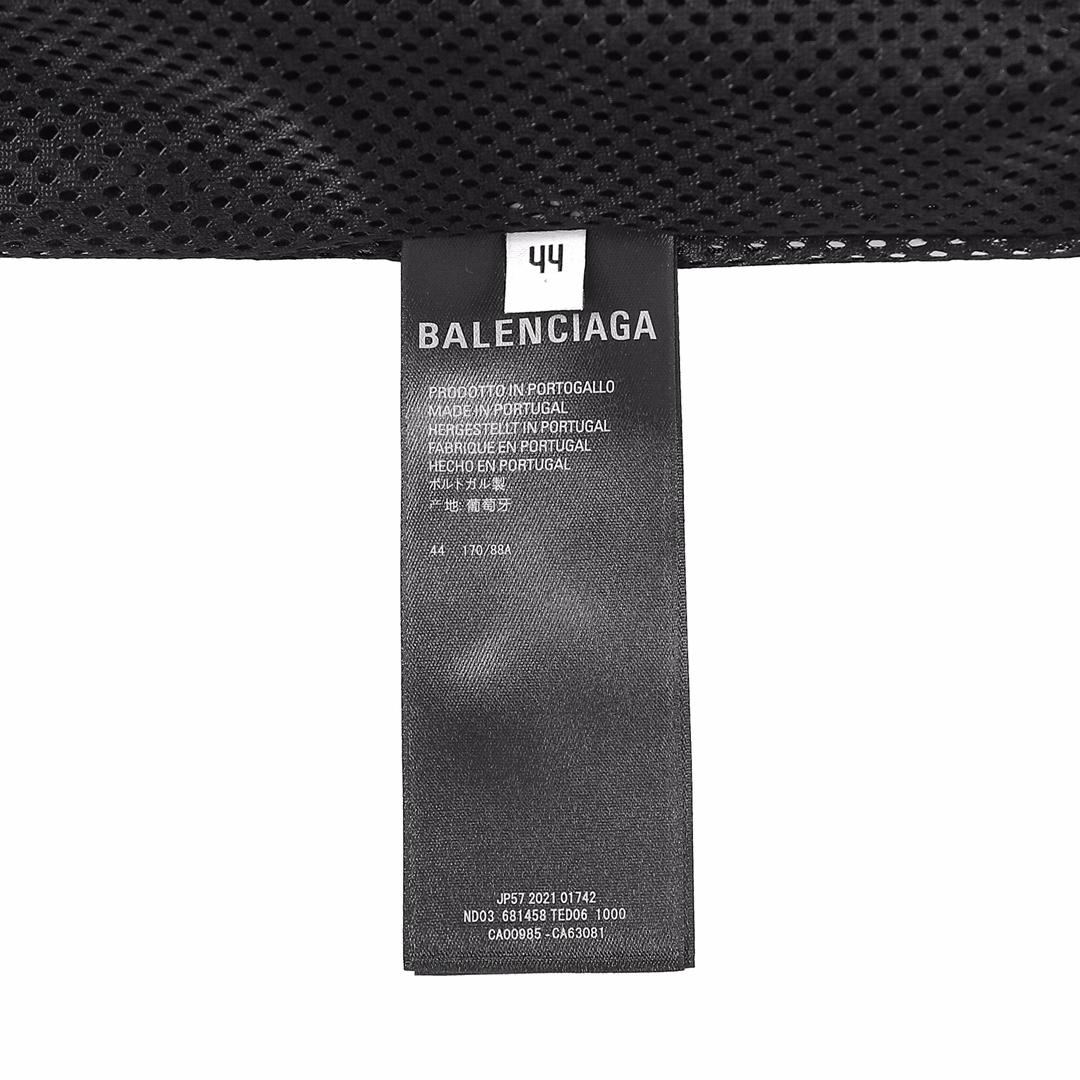 44
BALENCIAGA
PRODOTTO IN PORTOGALLO
MADE IN PORTUGAL
HERGESTELLT IN PORTUGAL
FABRIQUE EN PORTUGAL
HECHO EN PORTUGAL
ポルトガル製
产地: 葡萄牙
44 170/88A
JP57 2021 01742
ND03 681458 TED06 1000
CA00985 - CA63081